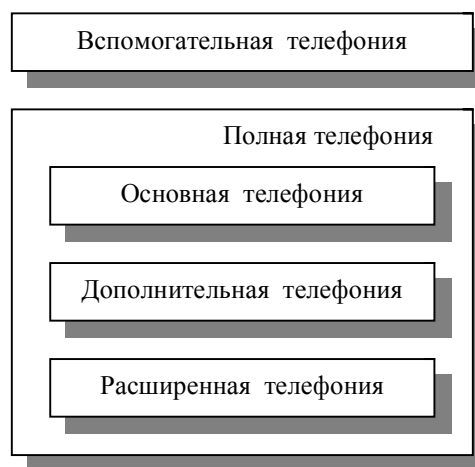 Вспомогательная телефония
Полная телефония
Основная телефония
Дополнительная телефония
Расширенная телефония